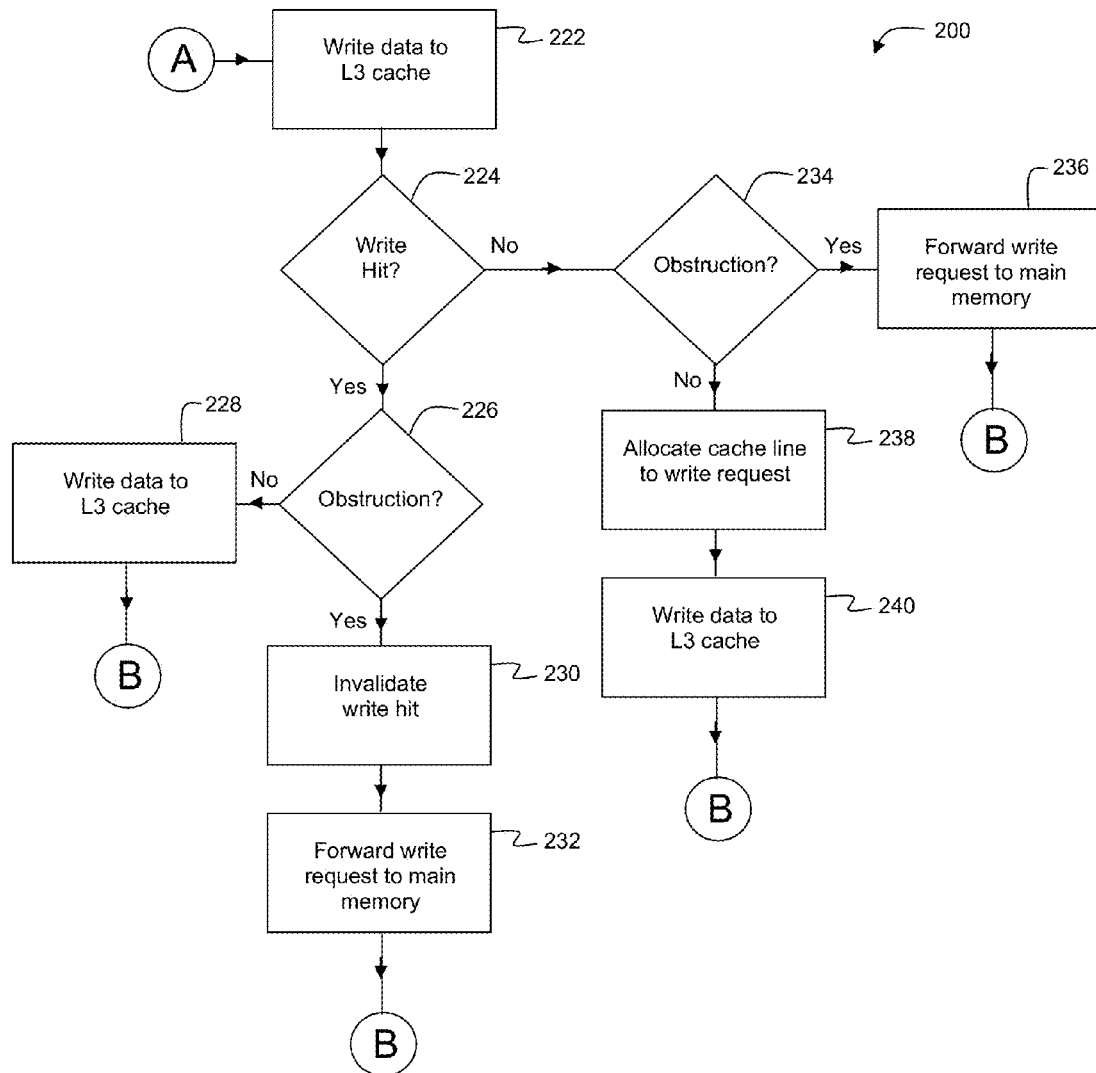 200
A
Write data to
L3 cache
222
224
Write
Hit?
No
234
Obstruction?
Yes
236
Forward write
request to main
memory
B
Yes
226
Obstruction?
No
228
Write data to
L3 cache
B
No
Allocate cache line
to write request
238
Write data to
L3 cache
240
B
Yes
Invalidate
write hit
230
Forward write
request to main
memory
232
B